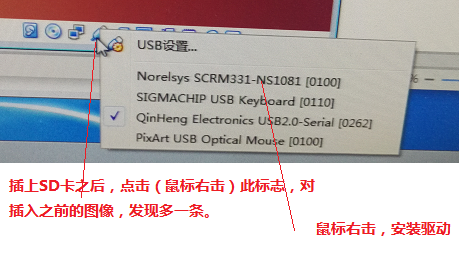 USB设置...
Norelsys SCRM331-NS1081 [0100]
SIGMACHIP USB Keyboard [0110]
QinHeng Electronics USB2.0-Serial [0262]
PixArt USB Optical Mouse [0100]
插上SD卡之后，点击（鼠标右击）此标志，对
插入之前的图像，发现多一条。
鼠标右击，安装驱动